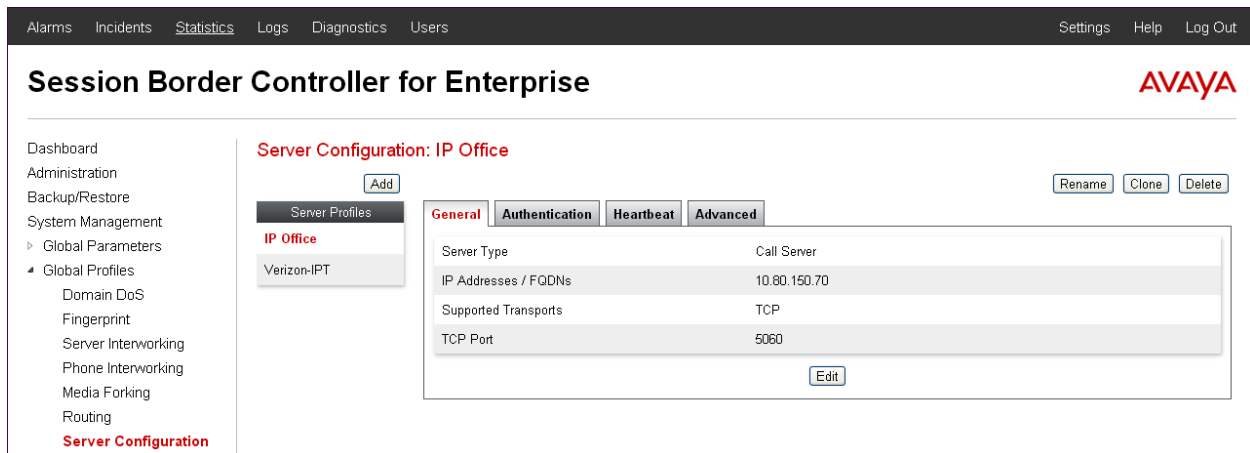 Alarms Incidents Statistics Logs Diagnostics Users Settings Help Log Out
Session Border Controller for Enterprise
AVAYA
Dashboard
Administration
Backup/Restore
System Management
Global Parameters
Global Profiles
Domain DoS
Fingerprint
Server Interworking
Phone Interworking
Media Forking
Routing
Server Configuration
Server Configuration: IP Office
Add
Rename Clone Delete
Server Profiles
IP Office
Verizon-IPT
General Authentication Heartbeat Advanced
Server Type Call Server
IP Addresses / FQDNs 10.80.150.70
Supported Transports TCP
TCP Port 5060
Edit